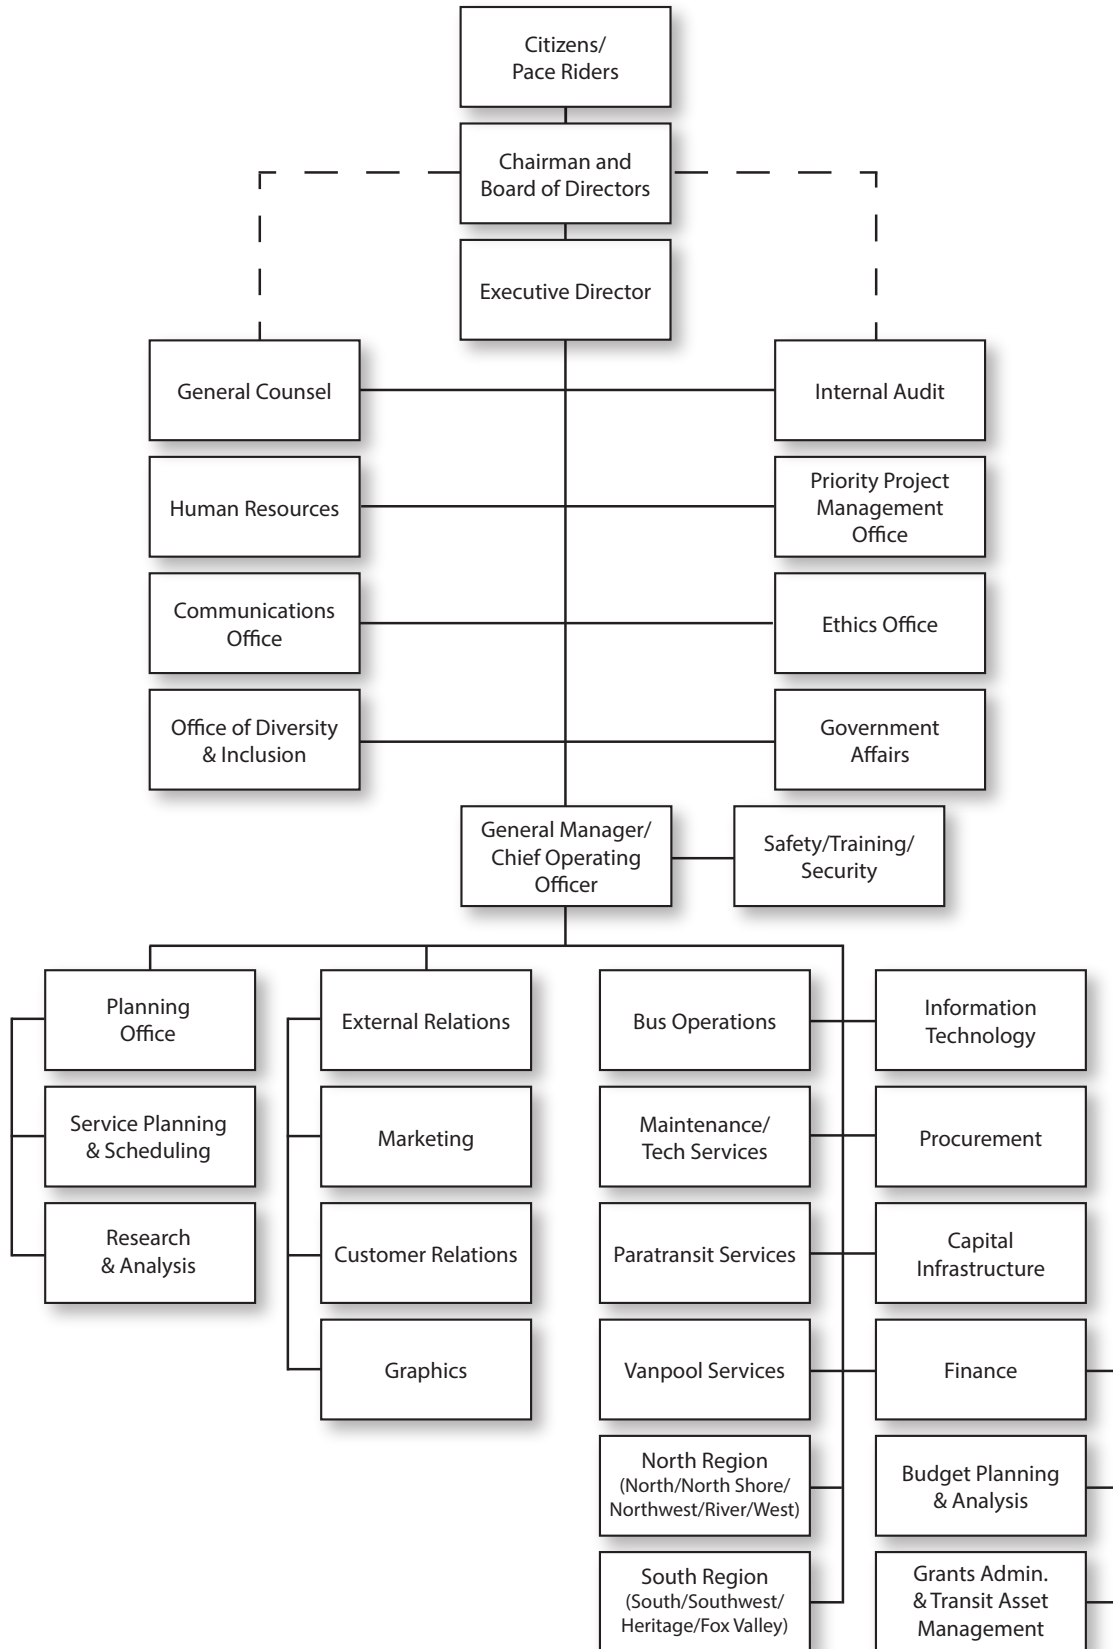 Citizens/
Pace Riders
Chairman and
Board of Directors
Executive Director
General Counsel
Internal Audit
Human Resources
Priority Project
Management
Office
Communications
Office
Ethics Office
Office of Diversity
& Inclusion
Government
Affairs
General Manager/
Chief Operating
Officer
Safety/Training/
Security
Planning
Office
External Relations
Bus Operations
Information
Technology
Service Planning
& Scheduling
Marketing
Maintenance/
Tech Services
Procurement
Research
& Analysis
Customer Relations
Paratransit Services
Capital
Infrastructure
Graphics
Vanpool Services
Finance
North Region
(North/North Shore/
Northwest/River/West)
Budget Planning
& Analysis
South Region
(South/Southwest/
Heritage/Fox Valley)
Grants Admin.
& Transit Asset
Management